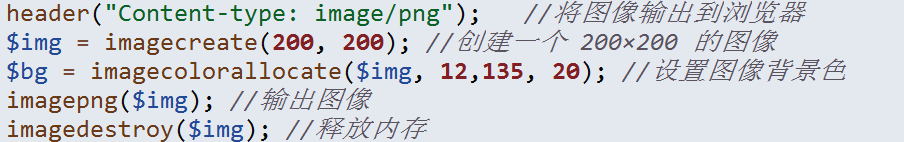 header("Content-type: image/png");   //将图像输出到浏览器
$img = imagecreate(200, 200); //创建一个 200×200 的图像
$bg = imagecolorallocate($img, 12,135, 20); //设置图像背景色
imagepng($img); //输出图像
imagedestroy($img); //释放内存